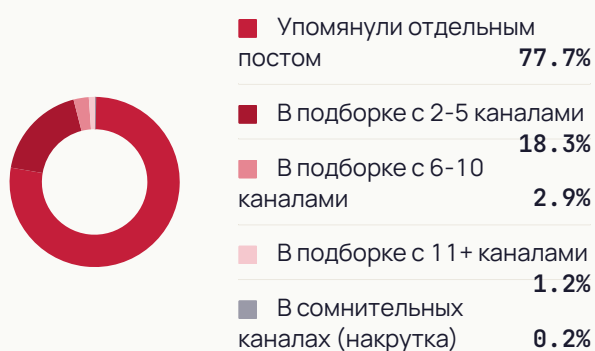 Упомянули отдельным
постом 77.7%
В подборке с 2-5 каналами
18.3%
В подборке с 6-10
каналами 2.9%
В подборке с 11+ каналами
1.2%
В сомнительных
каналах (накрутка) 0.2%